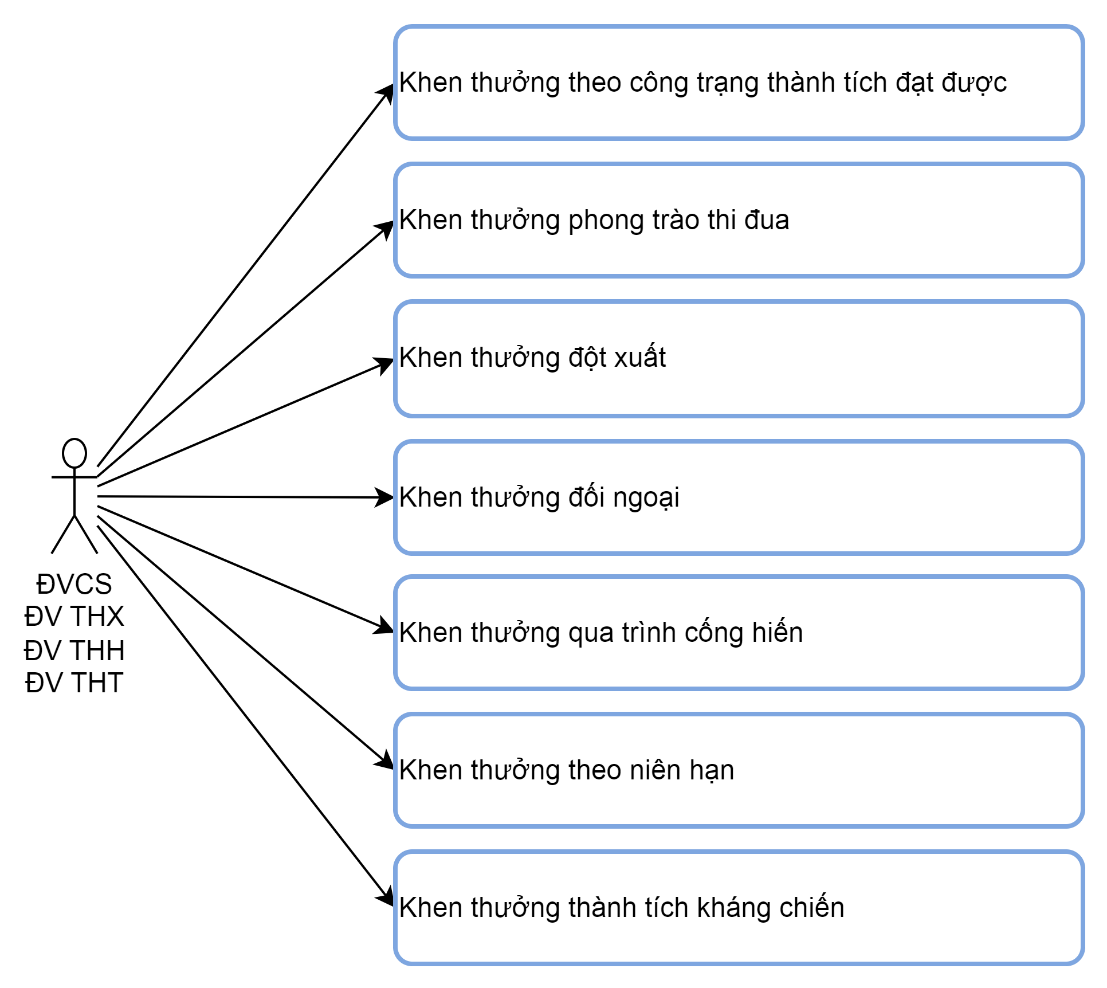 Khen thưởng theo công trạng thành tích đạt được
Khen thưởng phong trào thi đua
Khen thưởng đột xuất
Khen thưởng đối ngoại
Khen thưởng qua trình cống hiến
Khen thưởng theo niên hạn
Khen thưởng thành tích kháng chiến
ĐVCS
ĐV THX
ĐV THH
ĐV THT